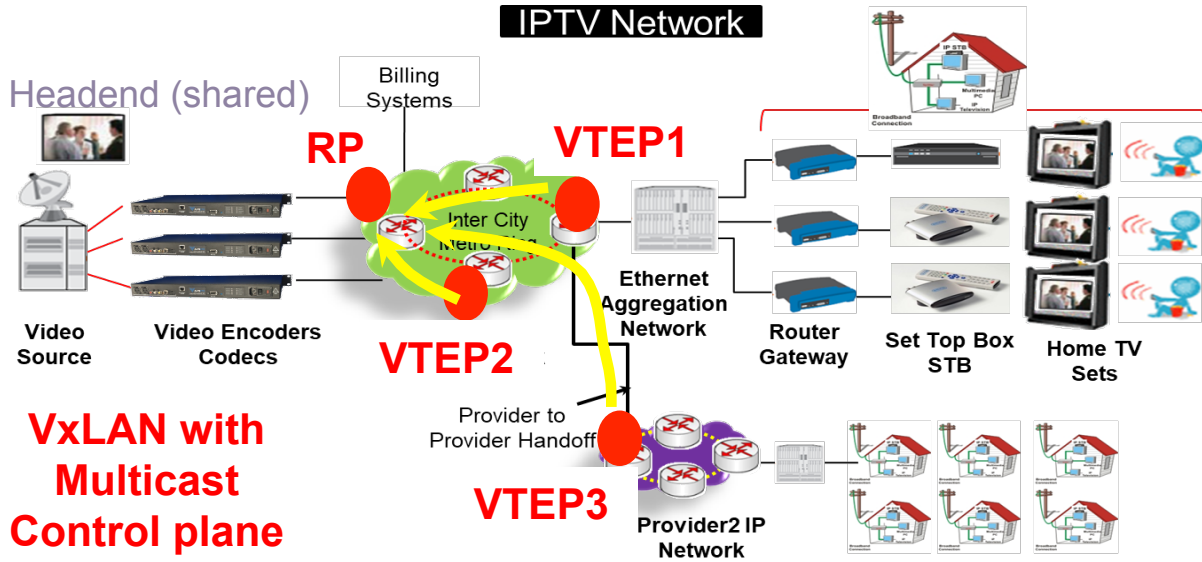 IPTV Network
Headend (shared)
Billing
Systems
RP
VTEP1
IP STB
Multimedia
PC
IP
Television
Broadband
Connection
Inter City
Metro Ring
Ethernet
Aggregation
Network
Video
Source
Video Encoders
Codecs
VTEP2
Router
Gateway
Set Top Box
STB
Home TV
Sets
Provider to
Provider Handoff
VxLAN with
Multicast
Control plane
VTEP3
Provider2 IP
Network